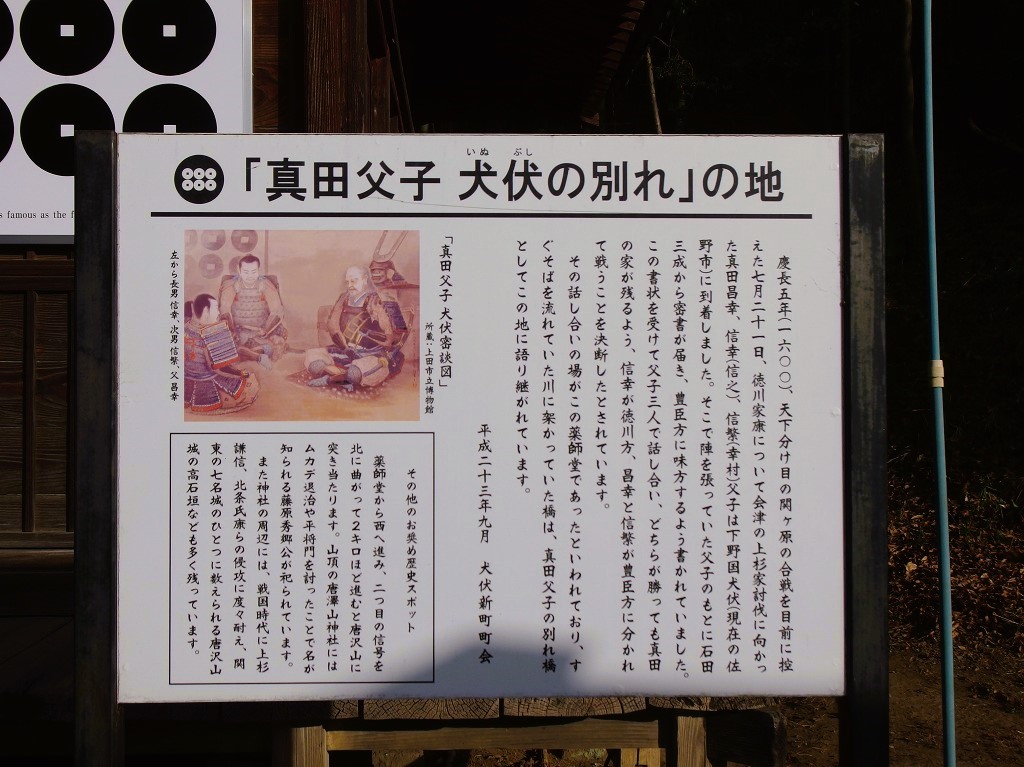 「真田父子 犬伏の別れ」の地
いぬ ぶし
慶長五年(一六〇〇)、天下分け目の関ヶ原の合戦を目前に控
えた七月二十一日、徳川家康について会津の上杉家討伐に向かっ
た真田昌幸、信幸(信之)、信繁(幸村)父子は下野国犬伏(現在の佐
野市)に到着しました。そこで陣を張っていた父子のもとに石田
三成から密書が届き、豊臣方に味方するよう書かれていました。
この書状を受けて父子三人で話し合い、どちらが勝っても真田
の家が残るよう、信幸が徳川方、昌幸と信繁が豊臣方に分かれ
て戦うことを決断したとされています。
その話し合いの場がこの薬師堂であったといわれており、す
ぐそばを流れていた川に架かっていた橋は、真田父子の別れ橋
としてこの地に語り継がれています。
平成二十三年九月 犬伏新町町会
「真田父子 犬伏密談図」
所蔵:上田市立博物館
左から長男 信幸、次男 信繁、父 昌幸
その他のお奨め歴史スポット
薬師堂から西へ進み、二つ目の信号を
北に曲がって2キロほど進むと唐沢山に
突き当たります。山頂の唐澤山神社には
ムカデ退治や平将門を討ったことで名が
知られる藤原秀郷公が祀られています。
また神社の周辺には、戦国時代に上杉
謙信、北条氏康らの侵攻に度々耐え、関
東の七名城のひとつに数えられる唐沢山
城の高石垣なども多く残っています。
famous as the